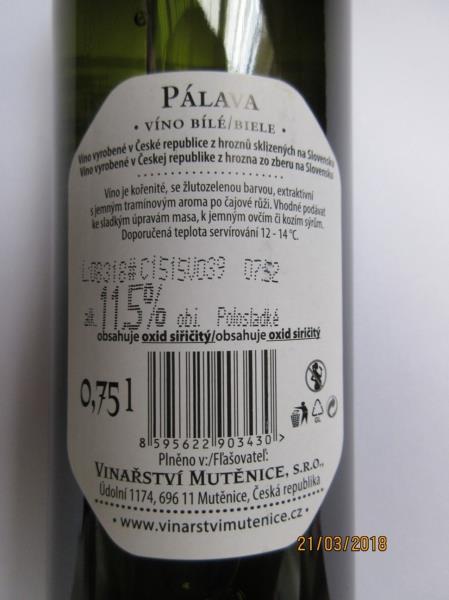 PÁLAVA
• VÍNO BÍLÉ/BIELE •
Víno vyrobené v České republice z hroznů sklizených na Slovensku
Víno vyrobené v Českej republike z hrozna zo zberu na Slovensku
Víno je kořenité, se žlutozelenou barvou, extraktivní
s jemným tramínovým aroma po čajové růži. Vhodné podávat
ke sladkým úpravám masa, k jemným ovčím či kozím sýrům.
Doporučená teplota servírování 12 - 14 °C.
L08318#C1515V039 0752
alk. 11,5% obj. Polosladké
obsahuje oxid siřičitý/obsahuje oxid siričitý
0,75 l
GL
8 595622 903430 >
Plněno v:/Fľašovateľ:
VINAŘSTVÍ MUTĚNICE, S.R.O.,
Údolní 1174, 696 11 Mutěnice, Česká republika
• www.vinarstvimutenice.cz •
21/03/2018